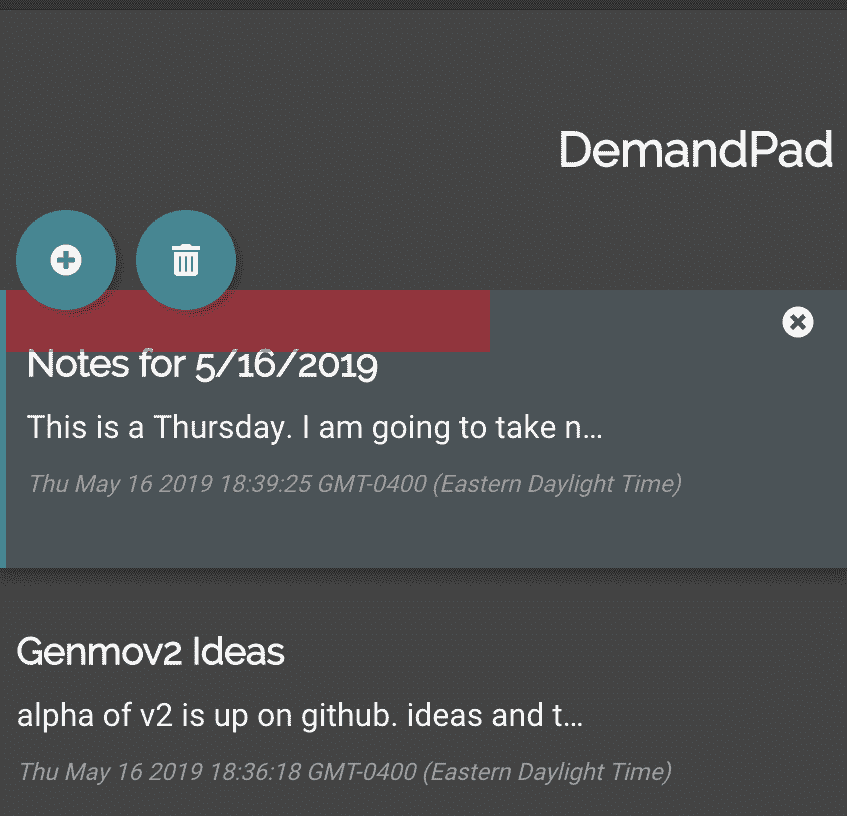 DemandPad
Notes for 5/16/2019
This is a Thursday. I am going to take n...
Thu May 16 2019 18:39:25 GMT-0400 (Eastern Daylight Time)
Genmov2 Ideas
alpha of v2 is up on github. ideas and t...
Thu May 16 2019 18:36:18 GMT-0400 (Eastern Daylight Time)